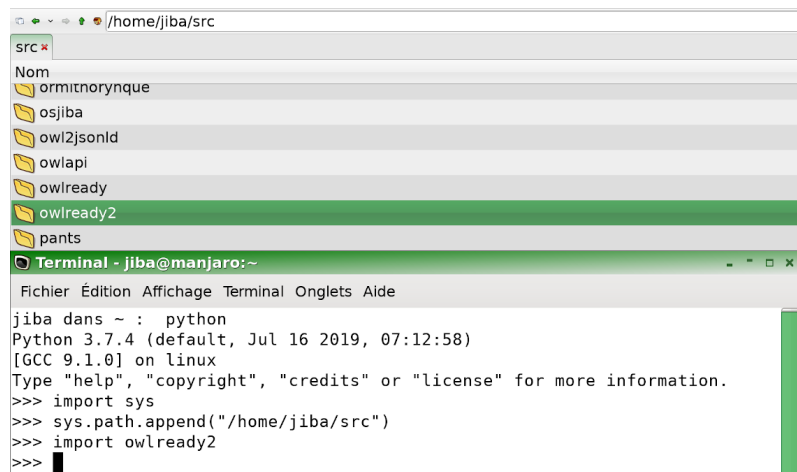 /home/jiba/src
src
Nom
ormithorynque
osjiba
owl2jsonld
owlapi
owlready
owlready2
pants
Terminal - jiba@manjaro:~
Fichier Édition Affichage Terminal Onglets Aide
jiba dans ~ :  python
Python 3.7.4 (default, Jul 16 2019, 07:12:58)
[GCC 9.1.0] on linux
Type "help", "copyright", "credits" or "license" for more information.
>>> import sys
>>> sys.path.append("/home/jiba/src")
>>> import owlready2
>>>